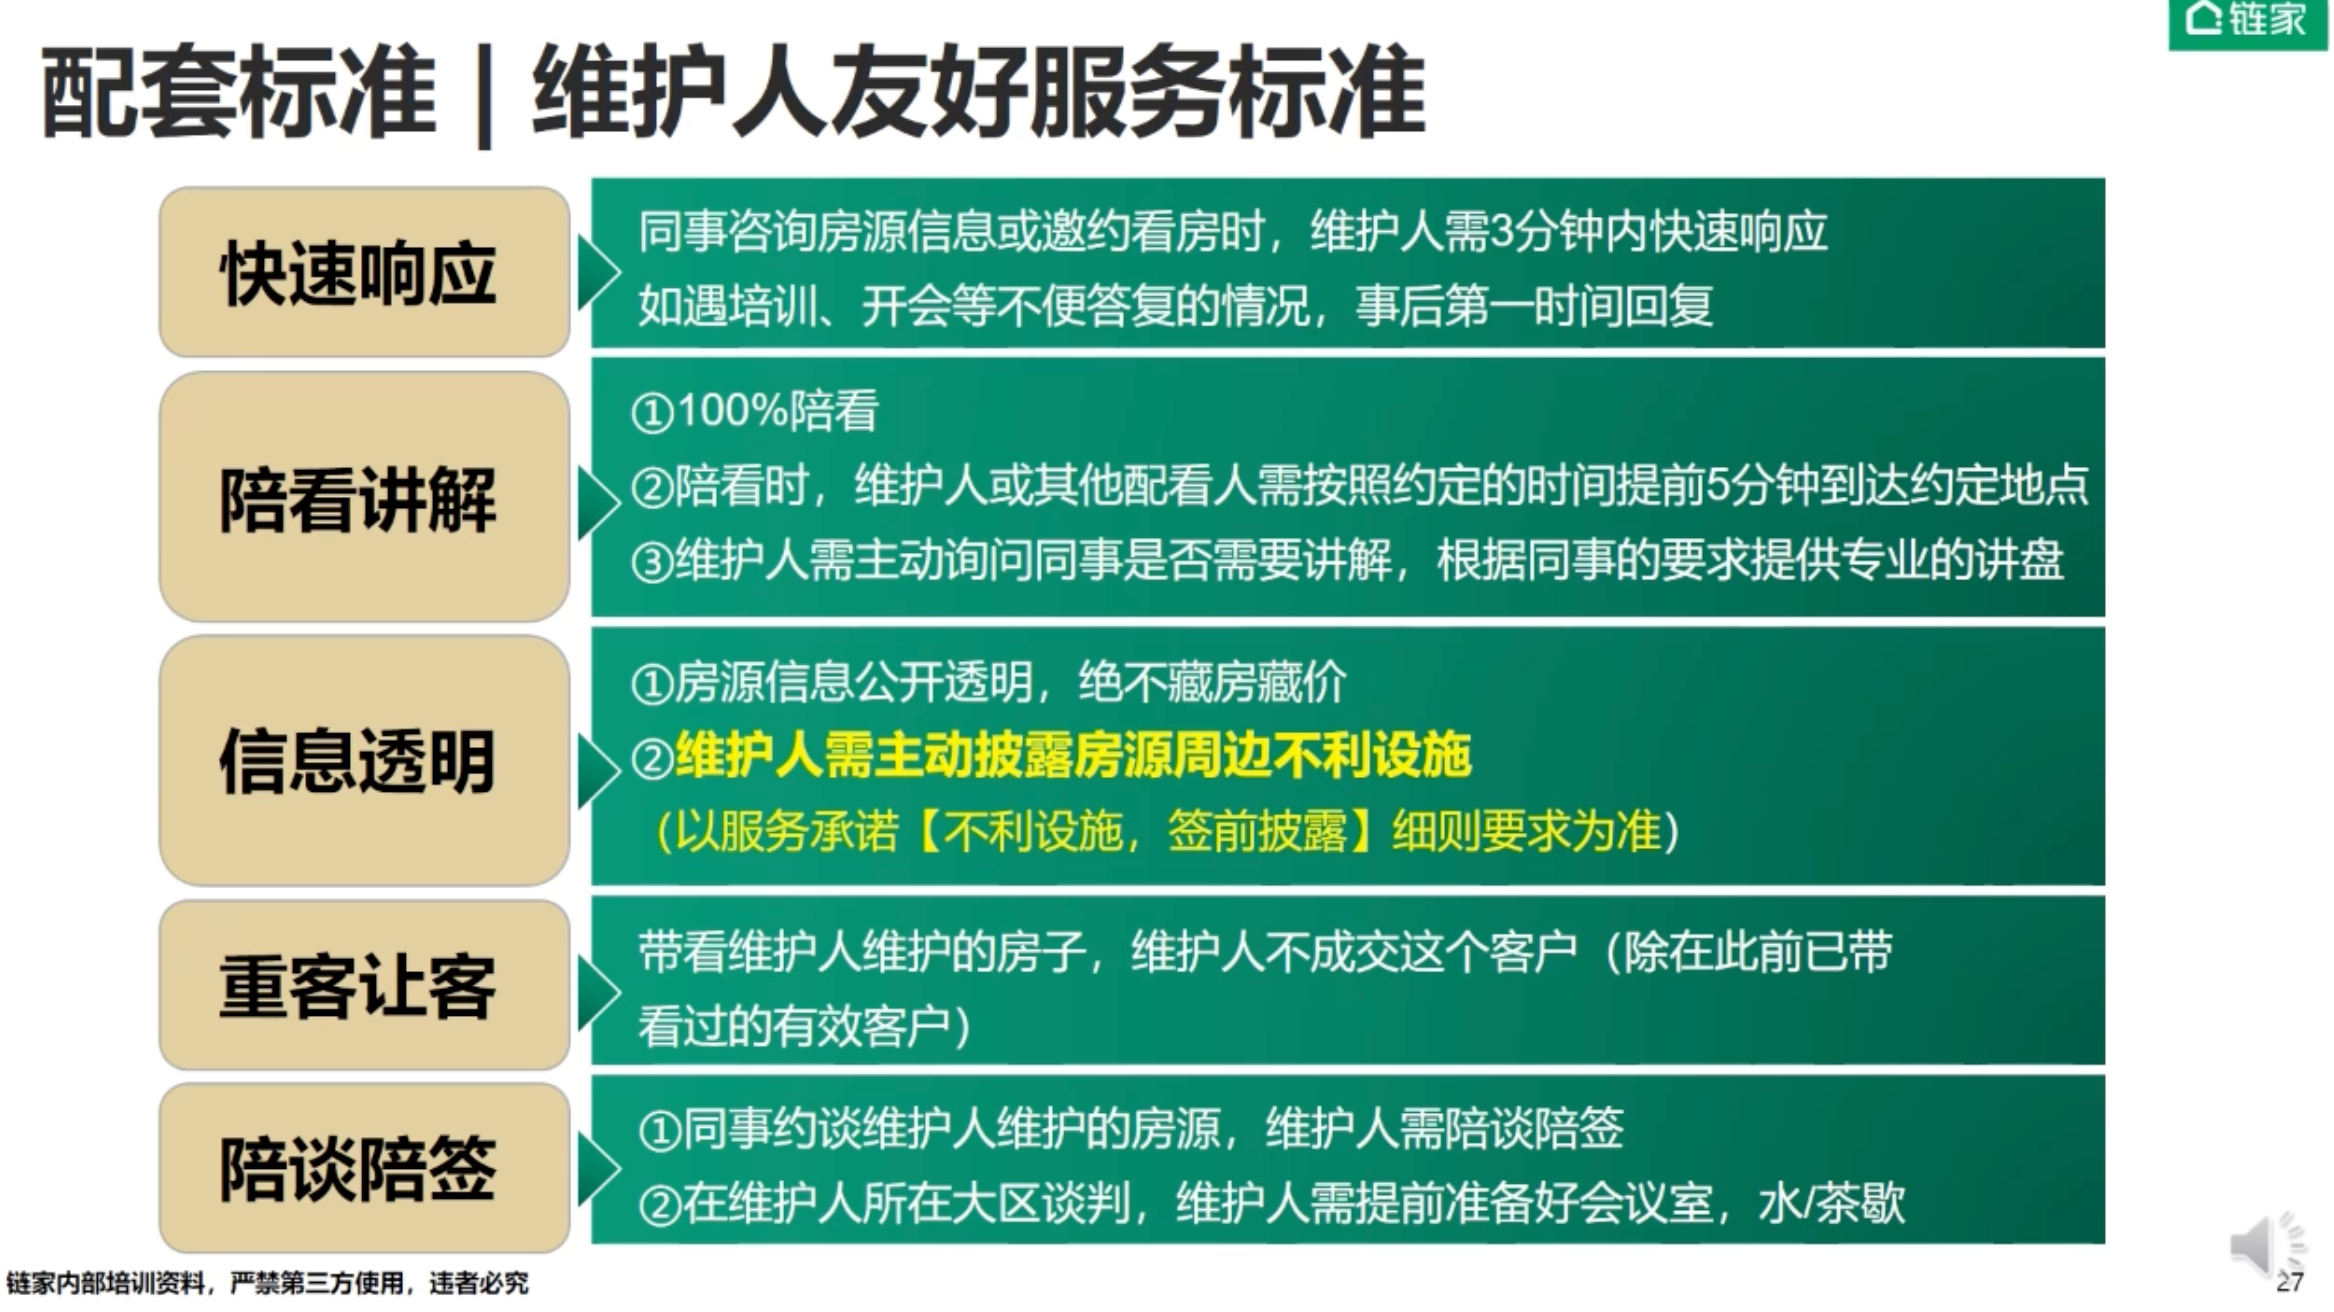 链家
配套标准｜维护人友好服务标准
快速响应
同事咨询房源信息或邀约看房时，维护人需3分钟内快速响应
如遇培训、开会等不便答复的情况，事后第一时间回复
陪看讲解
①100%陪看
②陪看时，维护人或其他配看人需按照约定的时间提前5分钟到达约定地点
③维护人需主动询问同事是否需要讲解，根据同事的要求提供专业的讲盘
信息透明
①房源信息公开透明，绝不藏房藏价
②维护人需主动披露房源周边不利设施
（以服务承诺【不利设施，签前披露】细则要求为准）
重客让客
带看维护人维护的房子，维护人不成交这个客户（除在此前已带
看过的有效客户）
陪谈陪签
①同事约谈维护人维护的房源，维护人需陪谈陪签
②在维护人所在大区谈判，维护人需提前准备好会议室，水/茶歇
链家内部培训资料，严禁第三方使用，违者必究
27